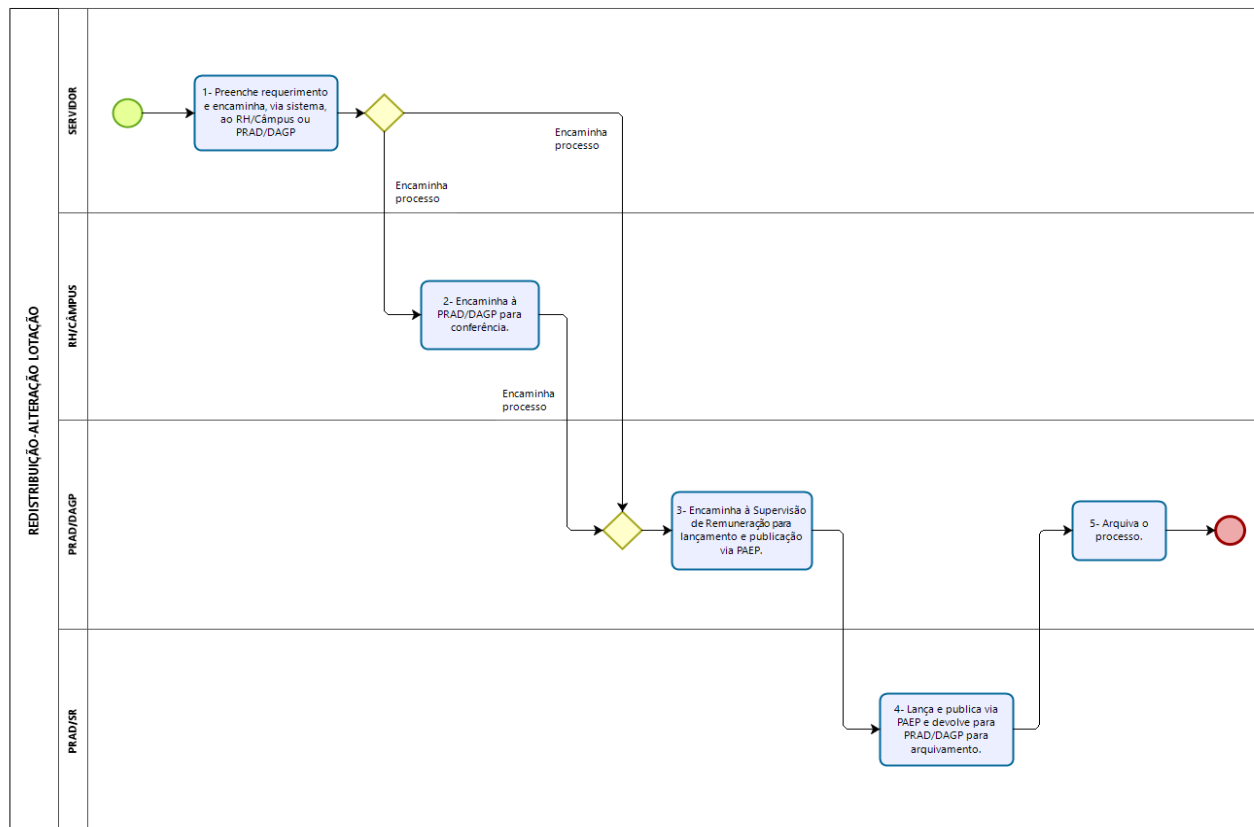 REDISTRIBUIÇÃO-ALTERAÇÃO LOTAÇÃO
SERVIDOR
1- Preenche requerimento
e encaminha, via sistema,
ao RH/Câmpus ou
PRAD/DAGP
Encaminha
processo
Encaminha
processo
RH/CÂMPUS
2- Encaminha à
PRAD/DAGP para
conferência.
Encaminha
processo
PRAD/DAGP
3- Encaminha à Supervisão
de Remuneração para
lançamento e publicação
via PAEP.
5- Arquiva o
processo.
PRAD/SR
4- Lança e publica via
PAEP e devolve para
PRAD/DAGP para
arquivamento.